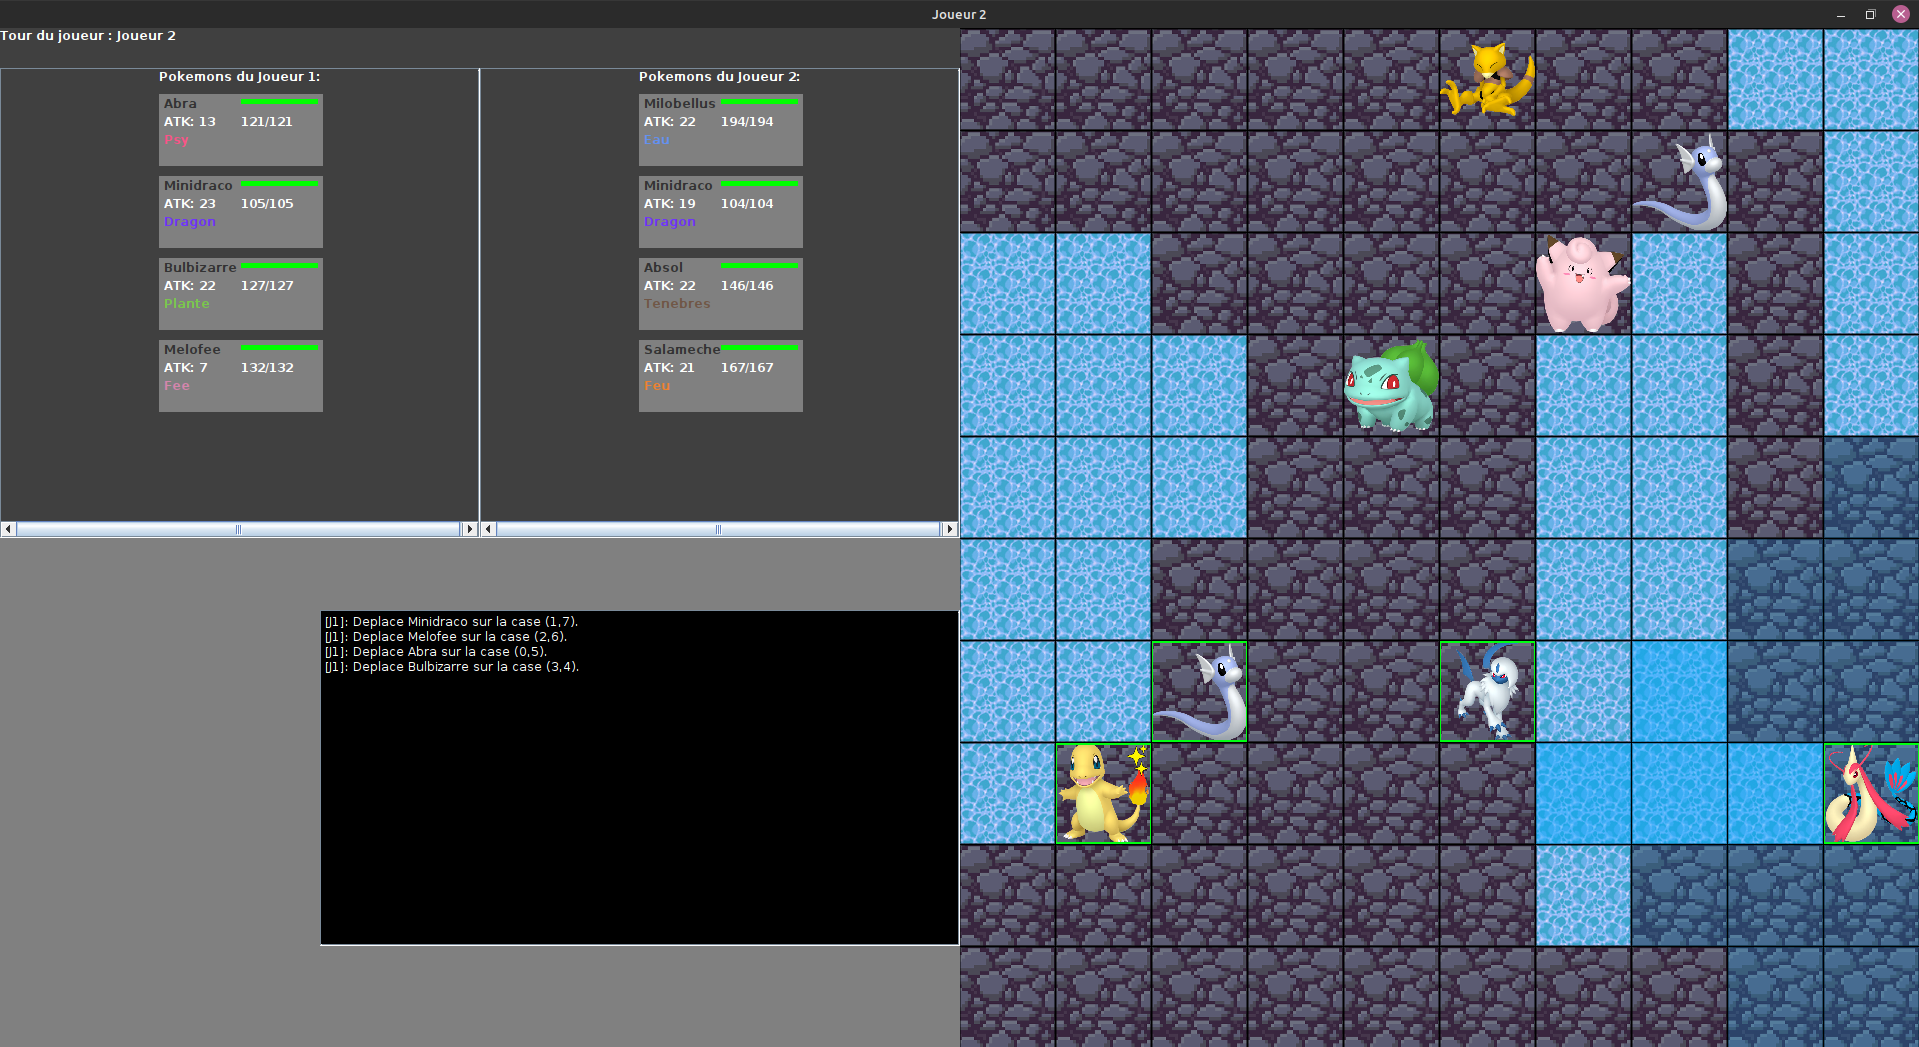 Joueur 2
Tour du joueur : Joueur 2
Pokemons du Joueur 1:
Abra
ATK: 13 121/121
Psy
Minidraco
ATK: 23 105/105
Dragon
Bulbizarre
ATK: 22 127/127
Plante
Melofee
ATK: 7 132/132
Fee
Pokemons du Joueur 2:
Milobellus
ATK: 22 194/194
Eau
Minidraco
ATK: 19 104/104
Dragon
Absol
ATK: 22 146/146
Tenebres
Salameche
ATK: 21 167/167
Feu
[J1]: Deplace Minidraco sur la case (1,7).
[J1]: Deplace Melofee sur la case (2,6).
[J1]: Deplace Abra sur la case (0,5).
[J1]: Deplace Bulbizarre sur la case (3,4).